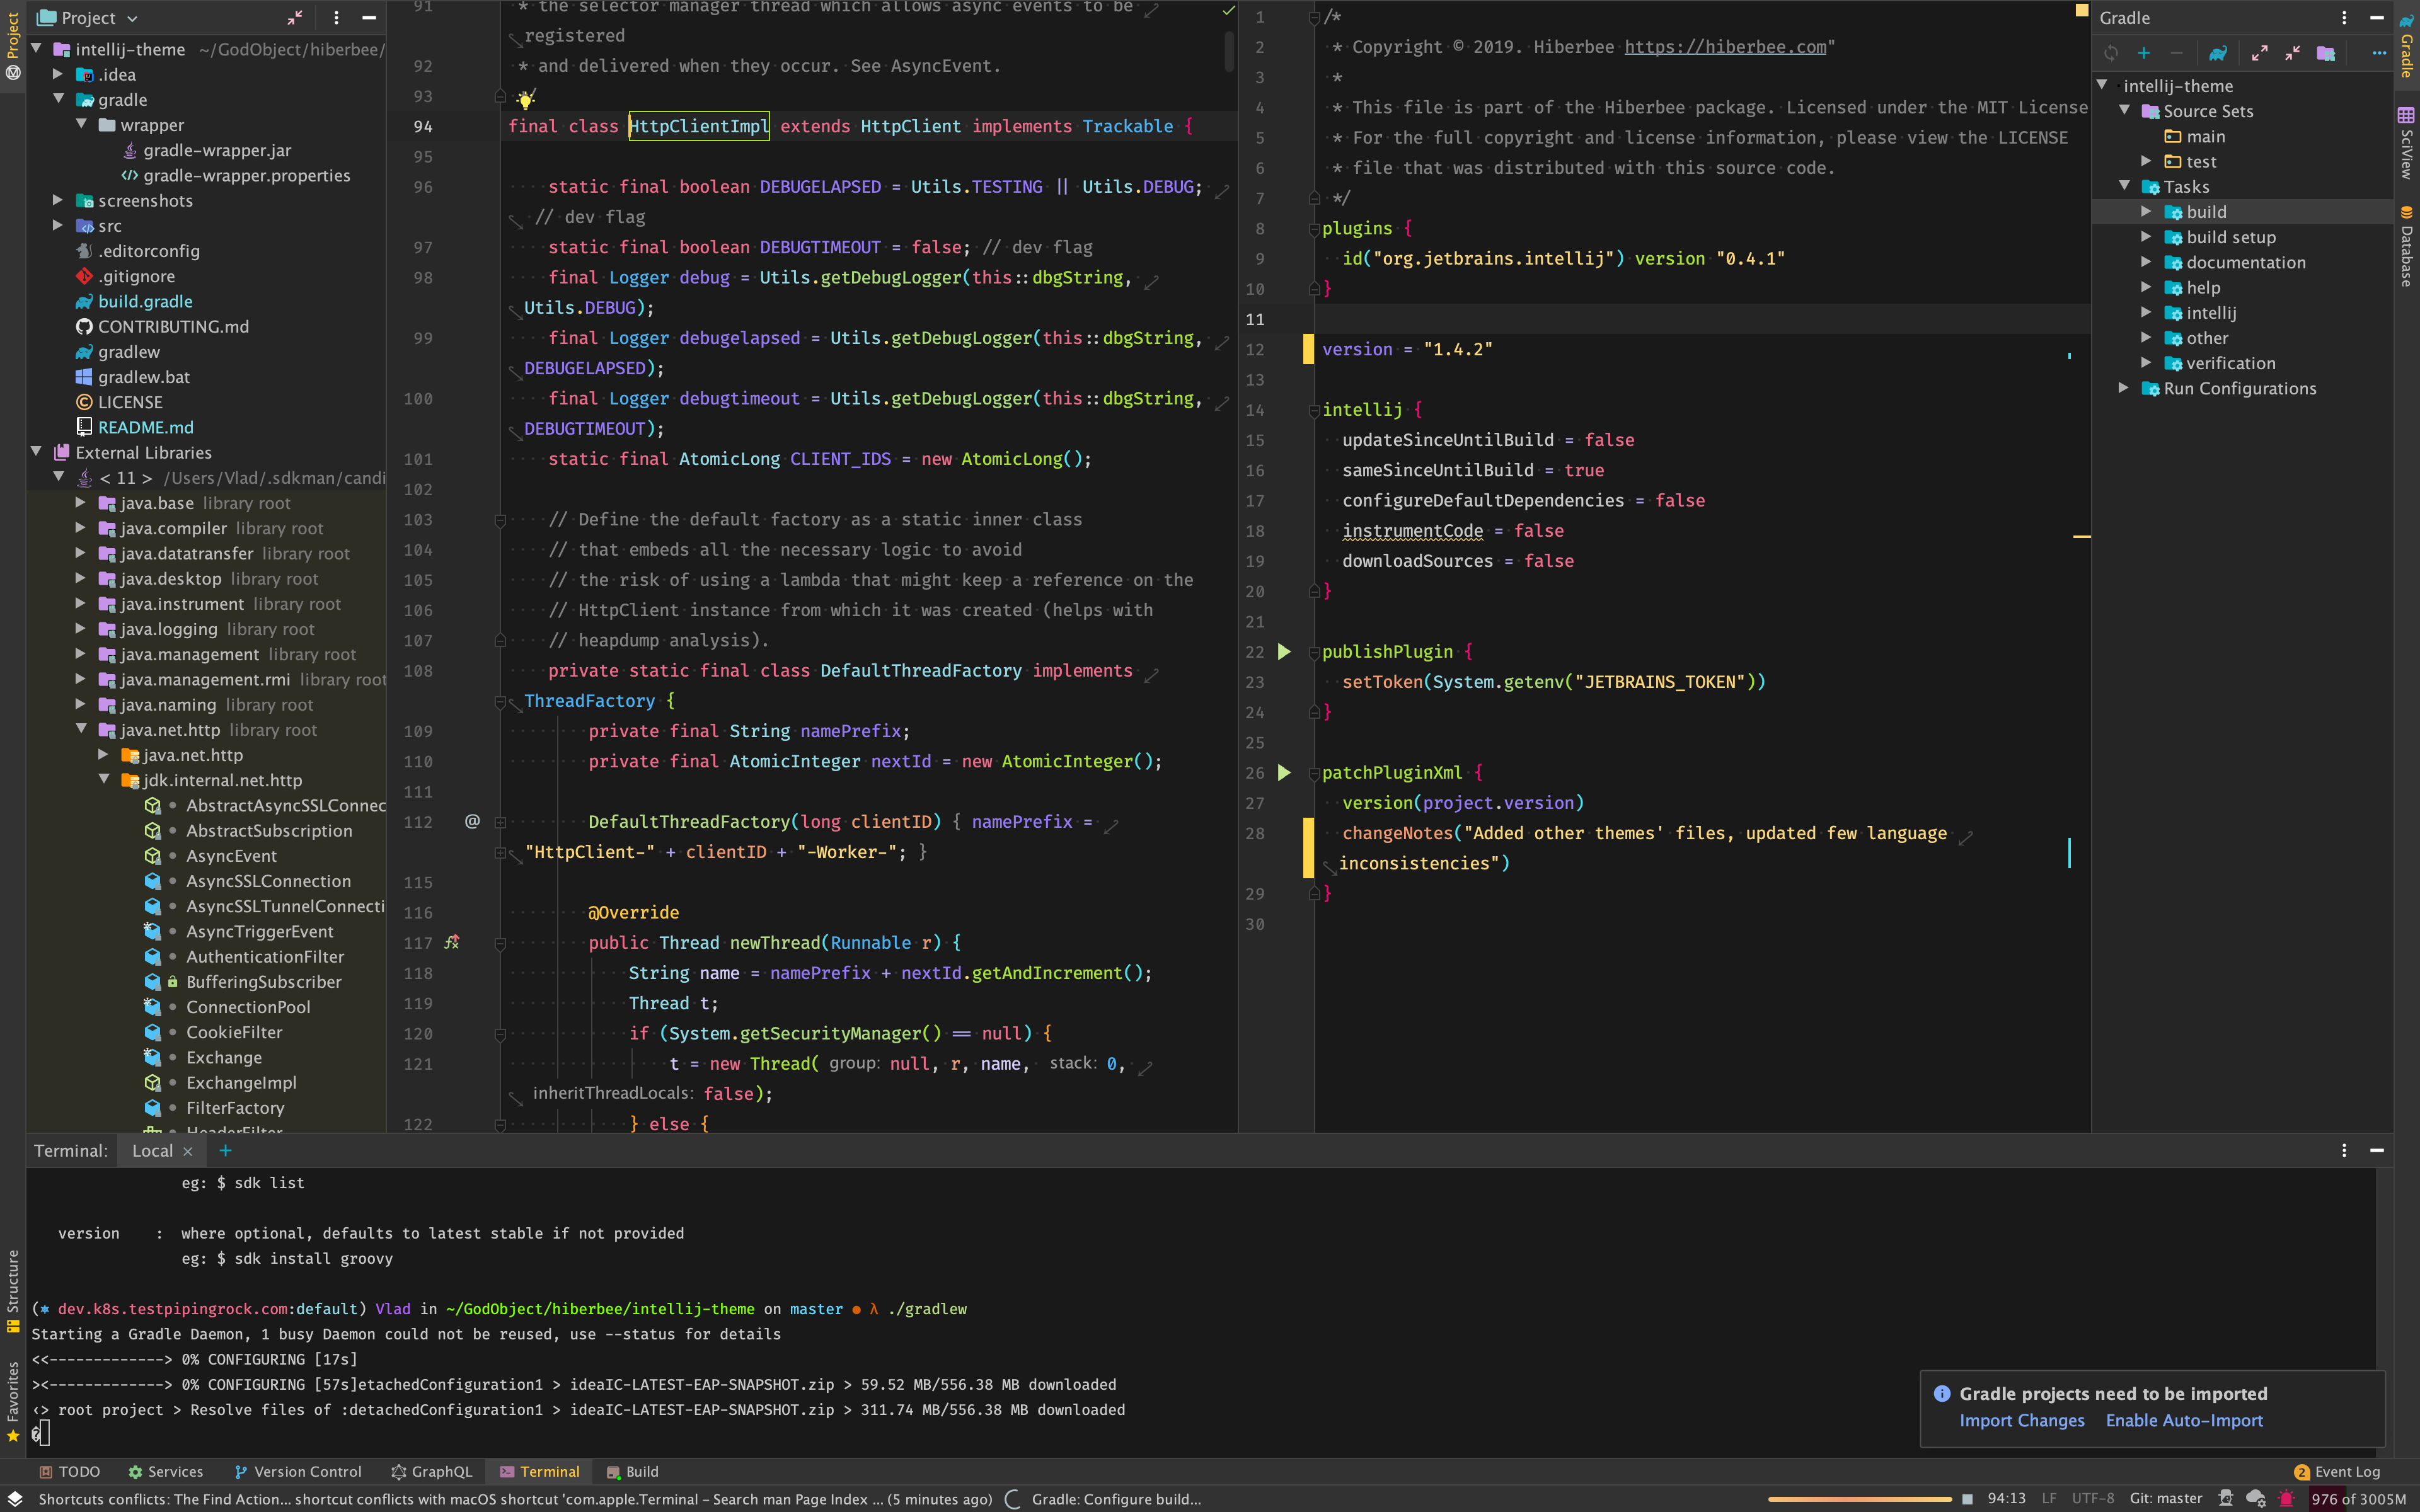 Project
Project
intellij-theme ~/GodObject/hiberbee/
.idea
gradle
wrapper
gradle-wrapper.jar
gradle-wrapper.properties
screenshots
src
.editorconfig
.gitignore
build.gradle
CONTRIBUTING.md
gradlew
gradlew.bat
LICENSE
README.md
External Libraries
< 11 > /Users/Vlad/.sdkman/candi
java.base library root
java.compiler library root
java.datatransfer library root
java.desktop library root
java.instrument library root
java.logging library root
java.management library root
java.management.rmi library root
java.naming library root
java.net.http library root
java.net.http
jdk.internal.net.http
AbstractAsyncSSLConnec
AbstractSubscription
AsyncEvent
AsyncSSLConnection
AsyncSSLTunnelConnecti
AsyncTriggerEvent
AuthenticationFilter
BufferingSubscriber
ConnectionPool
CookieFilter
Exchange
ExchangeImpl
FilterFactory
HeaderFilter
Structure
Favorites
91 * the selector manager thread which allows async events to be
registered
92 * and delivered when they occur. See AsyncEvent.
93 */
94 final class HttpClientImpl extends HttpClient implements Trackable {
95
96 static final boolean DEBUGELAPSED = Utils.TESTING || Utils.DEBUG;
// dev flag
97 static final boolean DEBUGTIMEOUT = false; // dev flag
98 final Logger debug = Utils.getDebugLogger(this::dbgString,
Utils.DEBUG);
99 final Logger debugelapsed = Utils.getDebugLogger(this::dbgString,
DEBUGELAPSED);
100 final Logger debugtimeout = Utils.getDebugLogger(this::dbgString,
DEBUGTIMEOUT);
101 static final AtomicLong CLIENT_IDS = new AtomicLong();
102
103 // Define the default factory as a static inner class
104 // that embeds all the necessary logic to avoid
105 // the risk of using a lambda that might keep a reference on the
106 // HttpClient instance from which it was created (helps with
107 // heapdump analysis).
108 private static final class DefaultThreadFactory implements
ThreadFactory {
109 private final String namePrefix;
110 private final AtomicInteger nextId = new AtomicInteger();
111
112 @ DefaultThreadFactory(long clientID) { namePrefix =
"HttpClient-" + clientID + "-Worker-"; }
115
116 @Override
117 public Thread newThread(Runnable r) {
118 String name = namePrefix + nextId.getAndIncrement();
119 Thread t;
120 if (System.getSecurityManager() == null) {
121 t = new Thread( group: null, r, name, stack: 0,
inheritThreadLocals: false);
122 } else {
1 /*
2 * Copyright © 2019. Hiberbee https://hiberbee.com"
3 *
4 * This file is part of the Hiberbee package. Licensed under the MIT License
5 * For the full copyright and license information, please view the LICENSE
6 * file that was distributed with this source code.
7 */
8 plugins {
9 id("org.jetbrains.intellij") version "0.4.1"
10 }
11
12 version = "1.4.2"
13
14 intellij {
15 updateSinceUntilBuild = false
16 sameSinceUntilBuild = true
17 configureDefaultDependencies = false
18 instrumentCode = false
19 downloadSources = false
20 }
21
22 publishPlugin {
23 setToken(System.getenv("JETBRAINS_TOKEN"))
24 }
25
26 patchPluginXml {
27 version(project.version)
28 changeNotes("Added other themes' files, updated few language
inconsistencies")
29 }
30
Gradle
intellij-theme
Source Sets
main
test
Tasks
build
build setup
documentation
help
intellij
other
verification
Run Configurations
Gradle
SciView
Database
Terminal: Local × +
eg: $ sdk list
version : where optional, defaults to latest stable if not provided
eg: $ sdk install groovy
(⎈ dev.k8s.testpipingrock.com:default) Vlad in ~/GodObject/hiberbee/intellij-theme on master ● λ ./gradlew
Starting a Gradle Daemon, 1 busy Daemon could not be reused, use --status for details
<<-------------> 0% CONFIGURING [17s]
><-------------> 0% CONFIGURING [57s]etachedConfiguration1 > ideaIC-LATEST-EAP-SNAPSHOT.zip > 59.52 MB/556.38 MB downloaded
<> root project > Resolve files of :detachedConfiguration1 > ideaIC-LATEST-EAP-SNAPSHOT.zip > 311.74 MB/556.38 MB downloaded
Gradle projects need to be imported
Import Changes Enable Auto-Import
TODO Services Version Control GraphQL Terminal Build 2 Event Log
Shortcuts conflicts: The Find Action... shortcut conflicts with macOS shortcut 'com.apple.Terminal – Search man Page Index ... (5 minutes ago) Gradle: Configure build... 94:13 LF UTF-8 Git: master 976 of 3005M